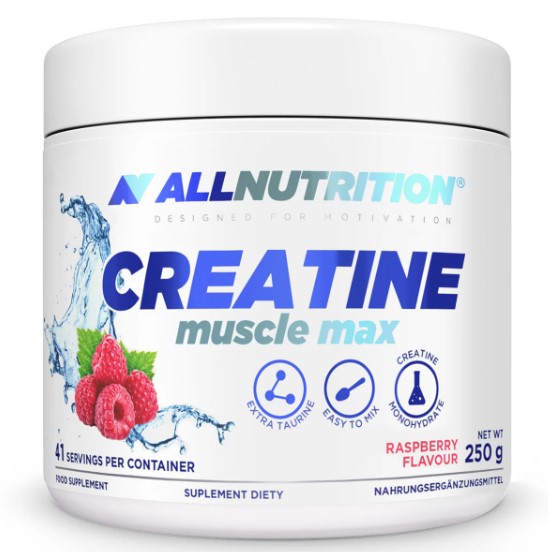 ALLNUTRITION®
DESIGNED FOR MOTIVATION
CREATINE
muscle max
EXTRA TAURINE
EASY TO MIX
CREATINE MONOHYDRATE
41 SERVINGS PER CONTAINER
RASPBERRY
FLAVOUR
NET WT
250 g
FOOD SUPPLEMENT
SUPLEMENT DIETY
NAHRUNGSERGÄNZUNGSMITTEL